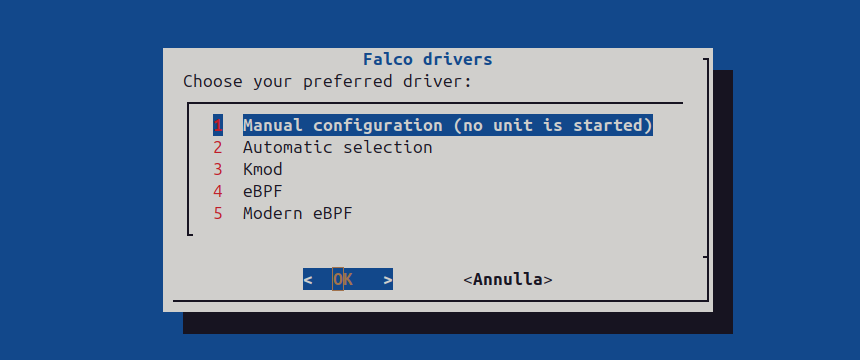 Falco drivers
Choose your preferred driver:
1 Manual configuration (no unit is started)
2 Automatic selection
3 Kmod
4 eBPF
5 Modern eBPF
< OK > <Annulla>